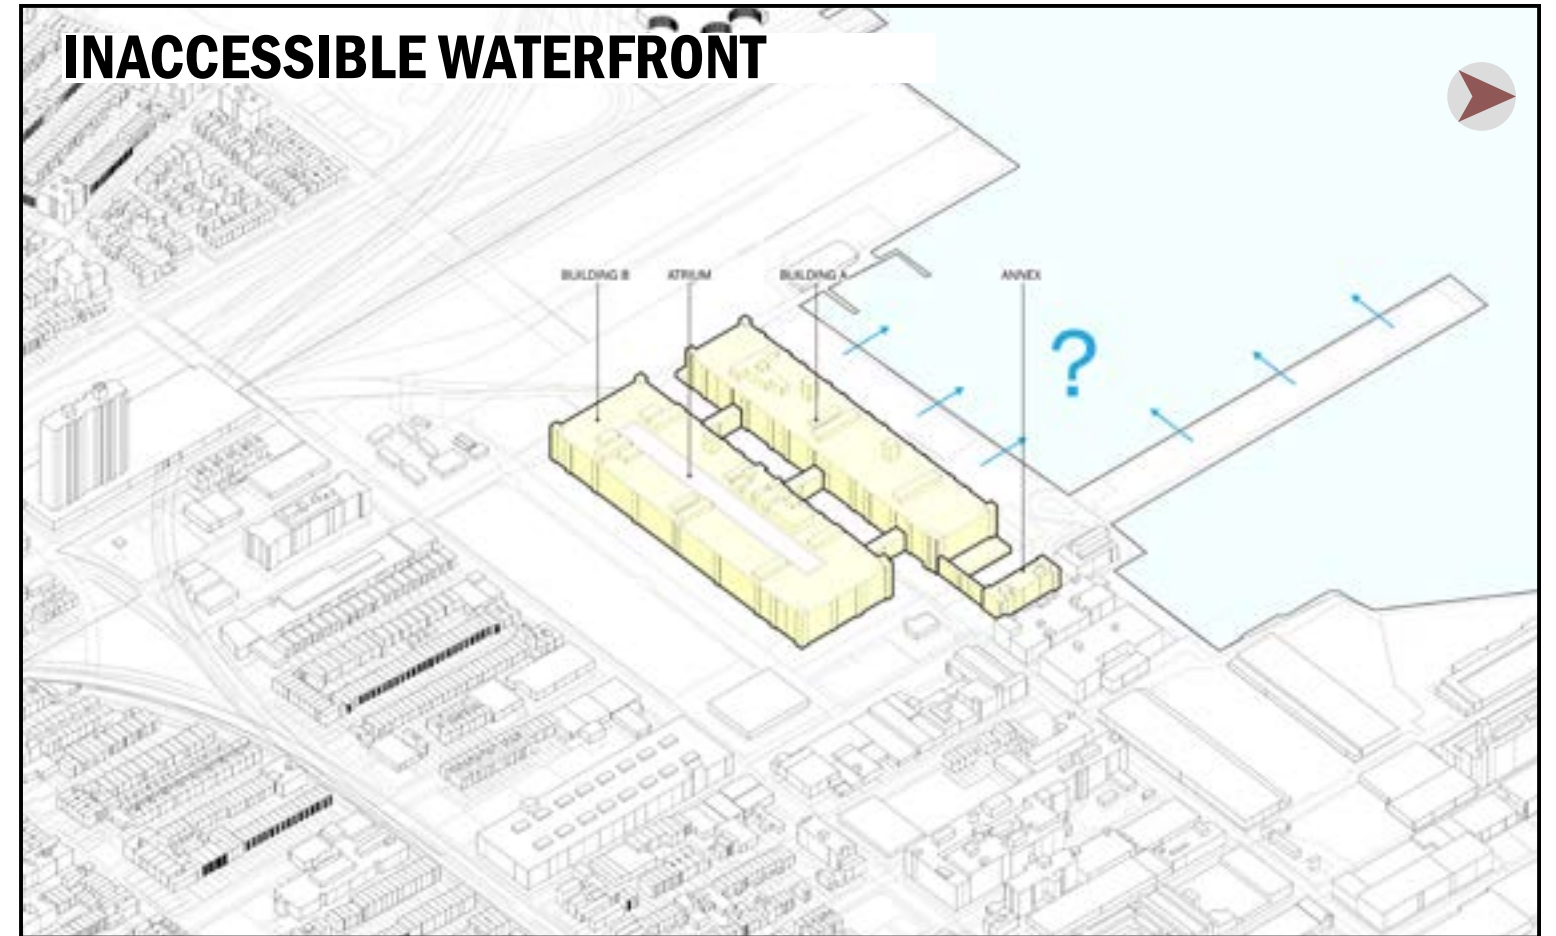 INACCESSIBLE WATERFRONT
BUILDING B
ATRIUM
BUILDING A
ANNEX
?